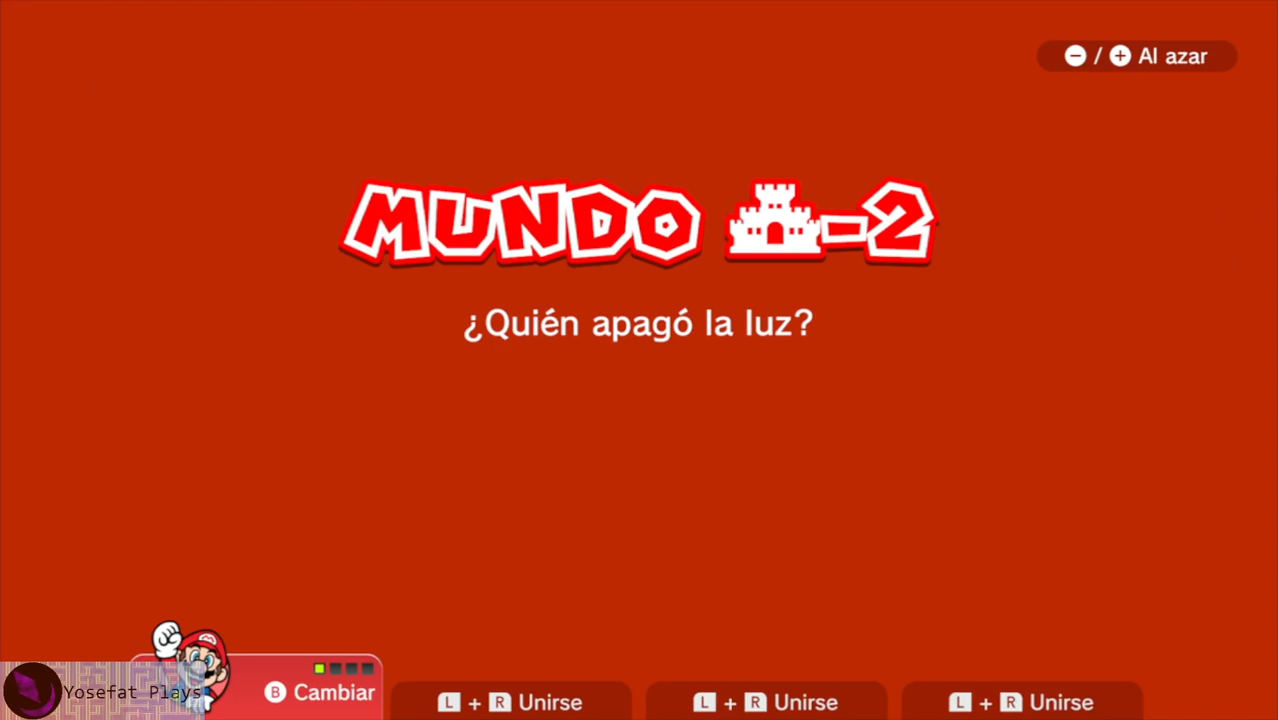 − / + Al azar
MUNDO -2
¿Quién apagó la luz?
B Cambiar
L + R Unirse
L + R Unirse
L + R Unirse
Yosefat Plays